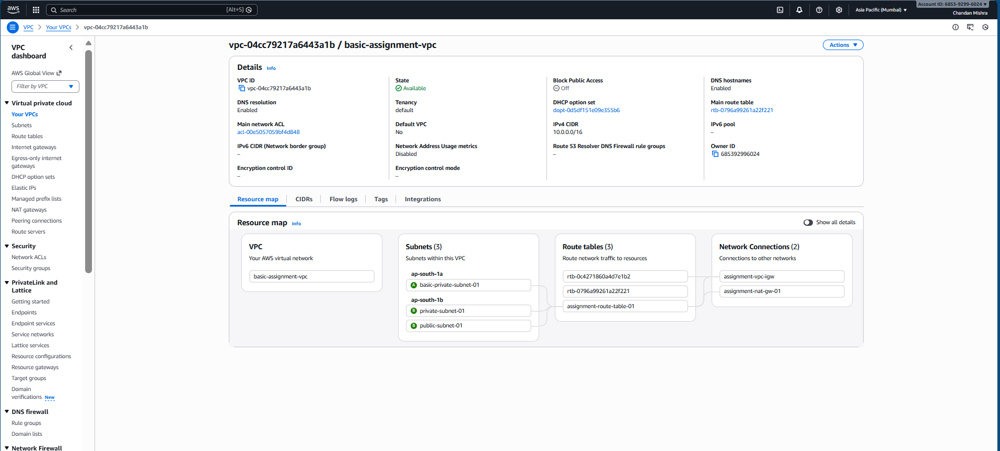 aws
Search [Alt+S]
Asia Pacific (Mumbai)
Account ID: 6853-9299-6024
Chandan Mishra
VPC > Your VPCs > vpc-04cc79217a6443a1b
VPC dashboard
AWS Global View
Filter by VPC
Virtual private cloud
Your VPCs
Subnets
Route tables
Internet gateways
Egress-only internet
gateways
DHCP option sets
Elastic IPs
Managed prefix lists
NAT gateways
Peering connections
Route servers
Security
Network ACLs
Security groups
PrivateLink and
Lattice
Getting started
Endpoints
Endpoint services
Service networks
Lattice services
Resource configurations
Resource gateways
Target groups
Domain
verifications New
DNS firewall
Rule groups
Domain lists
Network Firewall
vpc-04cc79217a6443a1b / basic-assignment-vpc
Actions
Details Info
VPC ID
vpc-04cc79217a6443a1b
State
Available
Block Public Access
Off
DNS hostnames
Enabled
DNS resolution
Enabled
Tenancy
default
DHCP option set
dopt-0d5df151e09e355b6
Main route table
rtb-0796a99261a22f221
Main network ACL
acl-00e5057059bf4d848
Default VPC
No
IPv4 CIDR
10.0.0.0/16
IPv6 pool
–
IPv6 CIDR (Network border group)
–
Network Address Usage metrics
Disabled
Route 53 Resolver DNS Firewall rule groups
–
Owner ID
685392996024
Encryption control ID
–
Encryption control mode
–
Resource map
CIDRs
Flow logs
Tags
Integrations
Resource map Info
Show all details
VPC
Your AWS virtual network
basic-assignment-vpc
Subnets (3)
Subnets within this VPC
ap-south-1a
A basic-private-subnet-01
ap-south-1b
B private-subnet-01
B public-subnet-01
Route tables (3)
Route network traffic to resources
rtb-0c4271860a4d7e1b2
rtb-0796a99261a22f221
assignment-route-table-01
Network Connections (2)
Connections to other networks
assignment-vpc-igw
assignment-nat-gw-01